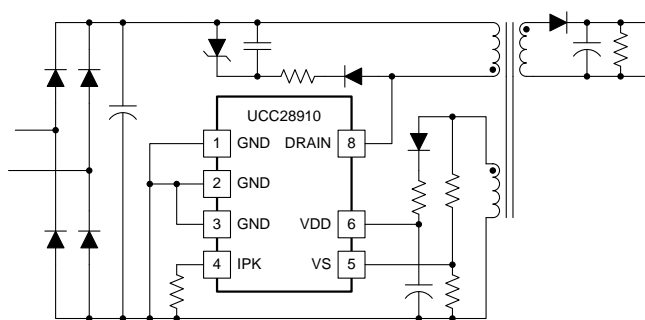 UCC28910
1 GND DRAIN 8
2 GND
3 GND VDD 6
4 IPK VS 5